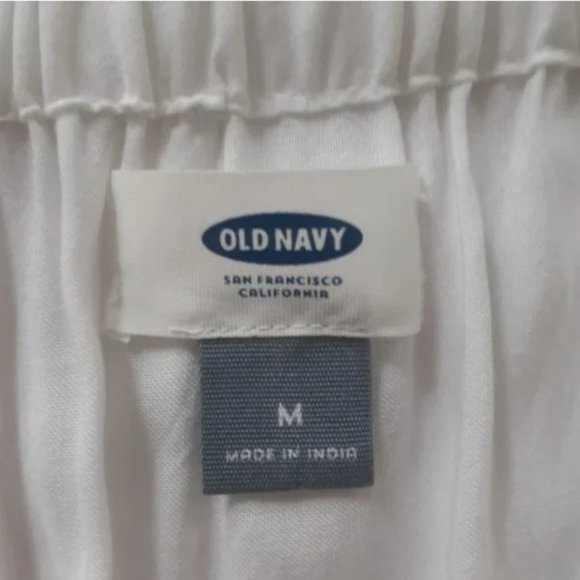 OLD NAVY
SAN FRANCISCO
CALIFORNIA
M
MADE IN INDIA